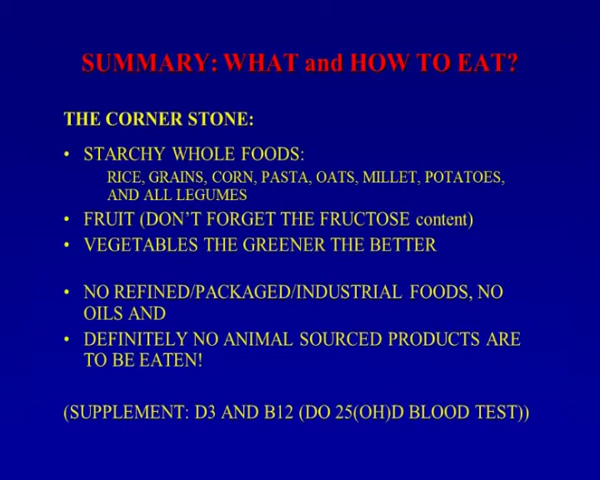 SUMMARY: WHAT and HOW TO EAT?
THE CORNER STONE:
• STARCHY WHOLE FOODS:
RICE, GRAINS, CORN, PASTA, OATS, MILLET, POTATOES,
AND ALL LEGUMES
• FRUIT (DON'T FORGET THE FRUCTOSE content)
• VEGETABLES THE GREENER THE BETTER
• NO REFINED/PACKAGED/INDUSTRIAL FOODS, NO
OILS AND
• DEFINITELY NO ANIMAL SOURCED PRODUCTS ARE
TO BE EATEN!
(SUPPLEMENT: D3 AND B12 (DO 25(OH)D BLOOD TEST))